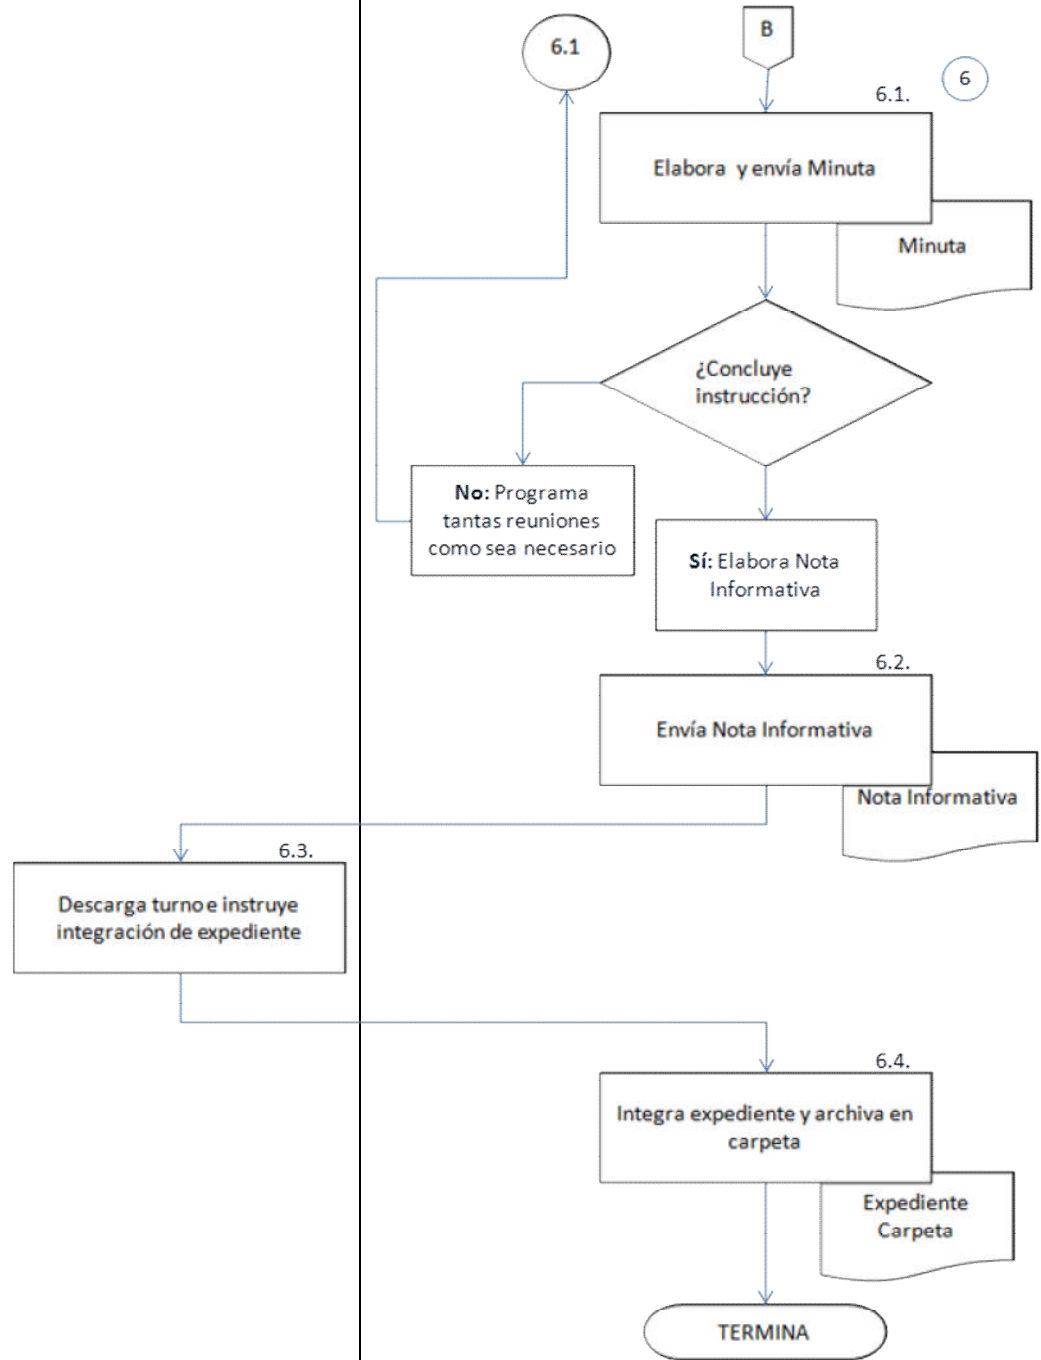 6.1
B
6
6.1.
Elabora y envía Minuta
Minuta
¿Concluye
instrucción?
No: Programa
tantas reuniones
como sea necesario
Sí: Elabora Nota
Informativa
6.2.
Envía Nota Informativa
Nota Informativa
6.3.
Descarga turno e instruye
integración de expediente
6.4.
Integra expediente y archiva en
carpeta
Expediente
Carpeta
TERMINA